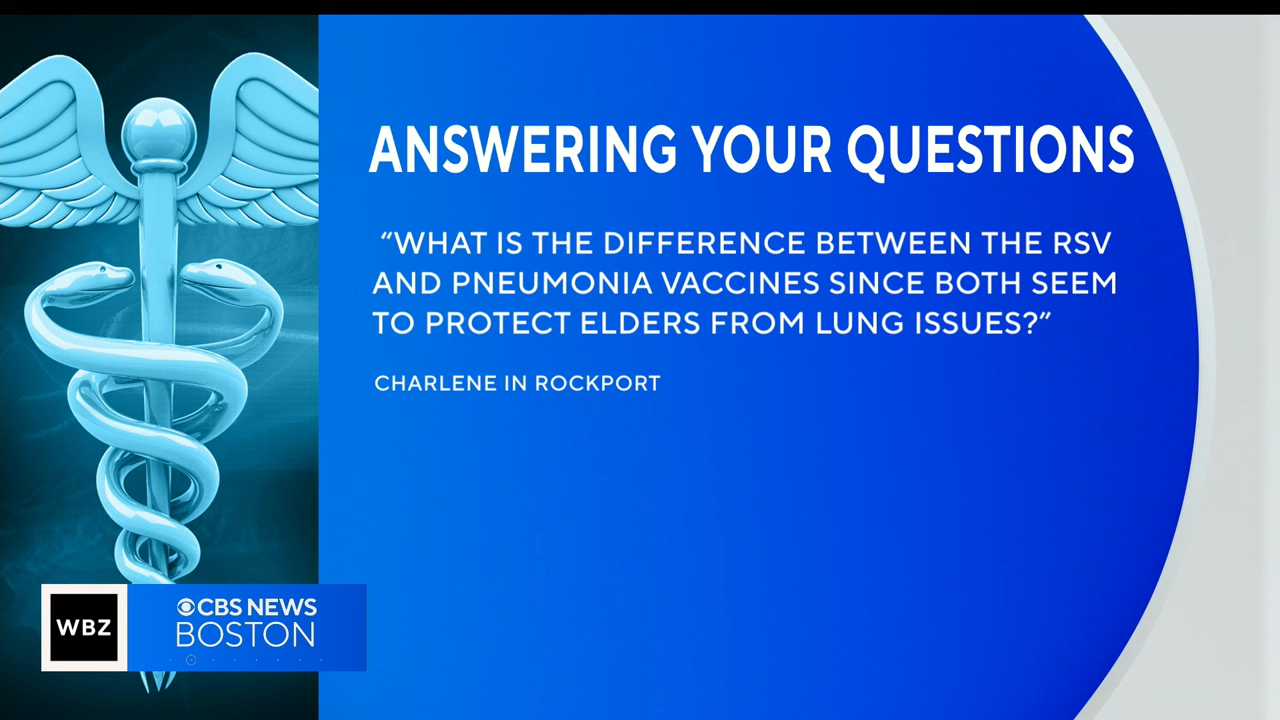 ANSWERING YOUR QUESTIONS
“WHAT IS THE DIFFERENCE BETWEEN THE RSV
AND PNEUMONIA VACCINES SINCE BOTH SEEM
TO PROTECT ELDERS FROM LUNG ISSUES?”
CHARLENE IN ROCKPORT
WBZ
CBS NEWS
BOSTON